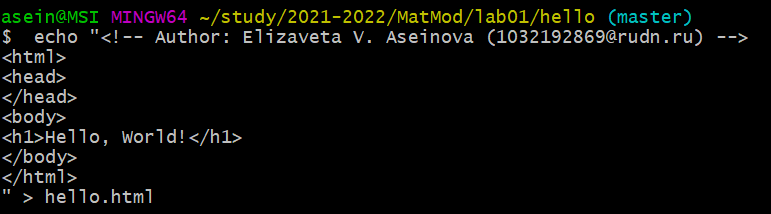 asein@MSI MINGW64 ~/study/2021-2022/MatMod/lab01/hello (master)
$  echo "<!-- Author: Elizaveta V. Aseinova (1032192869@rudn.ru) -->
<html>
<head>
</head>
<body>
<h1>Hello, World!</h1>
</body>
</html>
" > hello.html